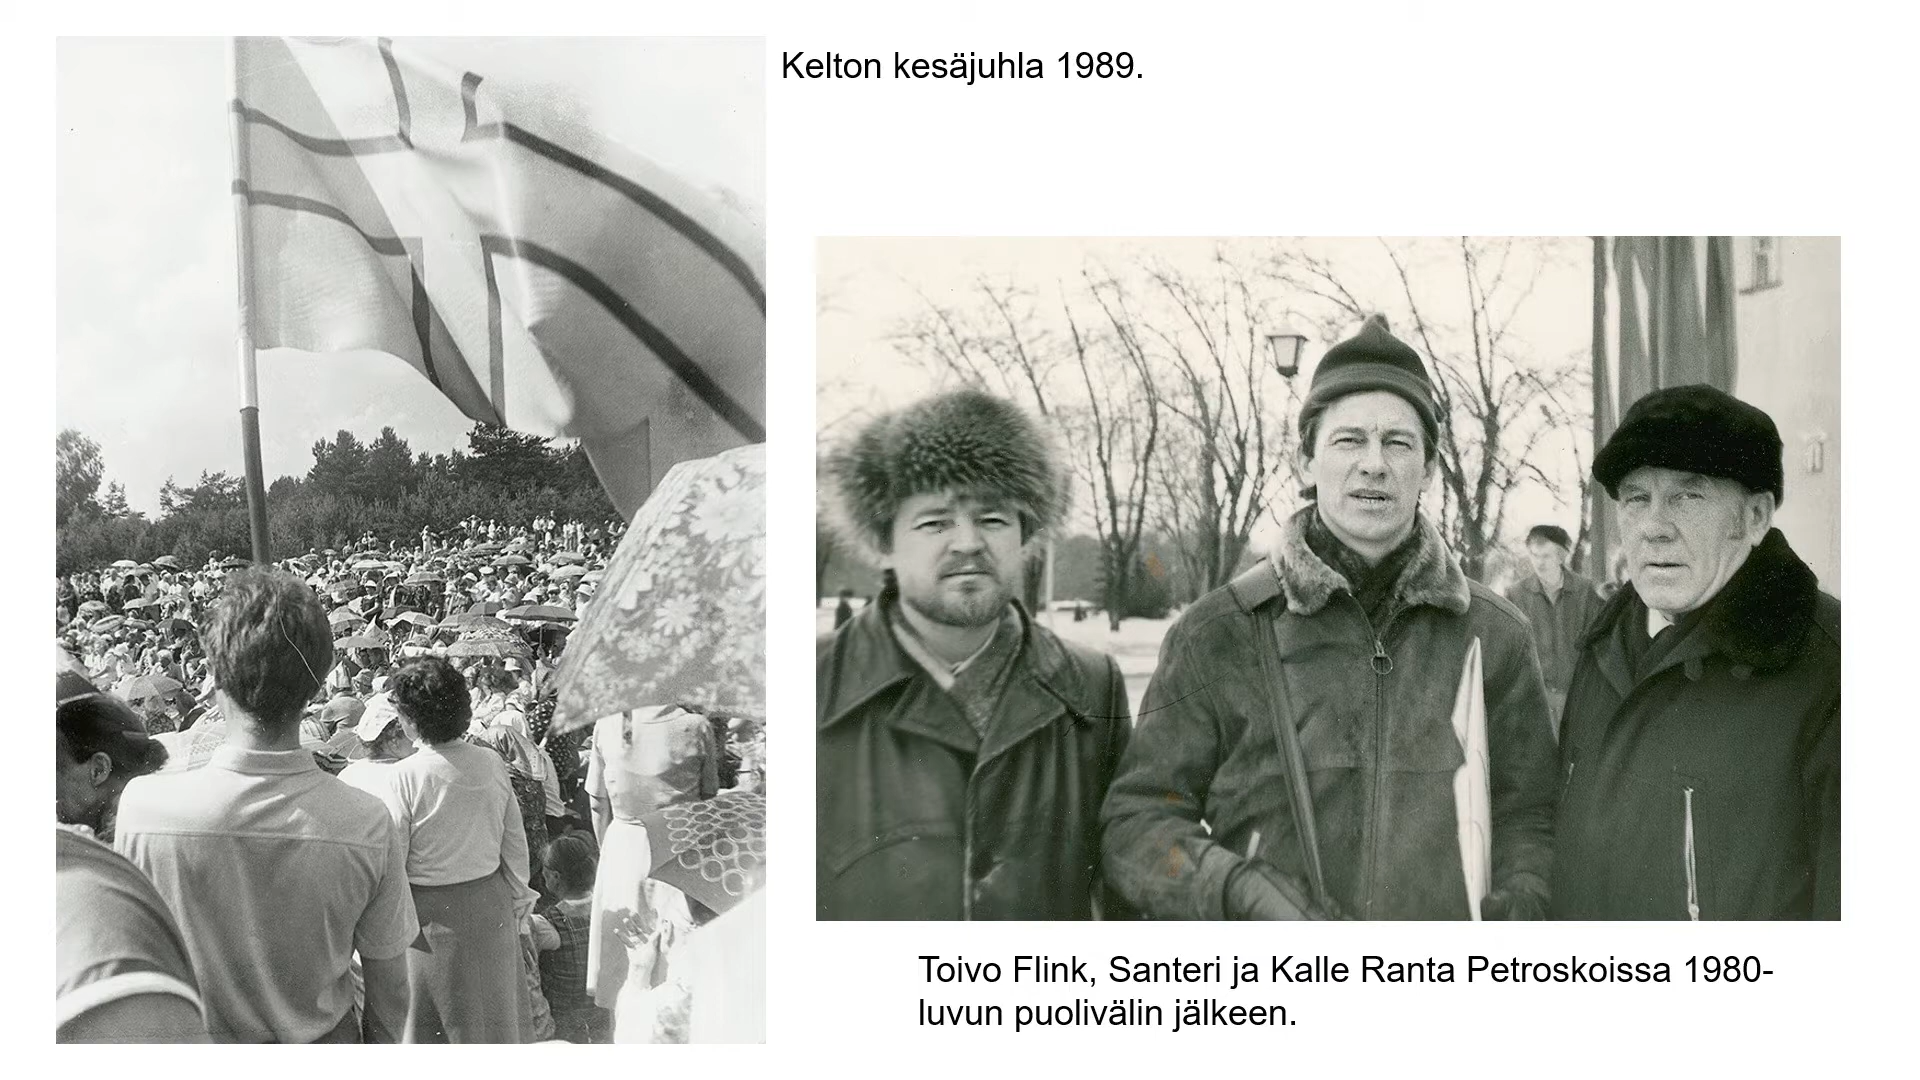 Kelton kesäjuhla 1989.
Toivo Flink, Santeri ja Kalle Ranta Petroskoissa 1980-
luvun puolivälin jälkeen.